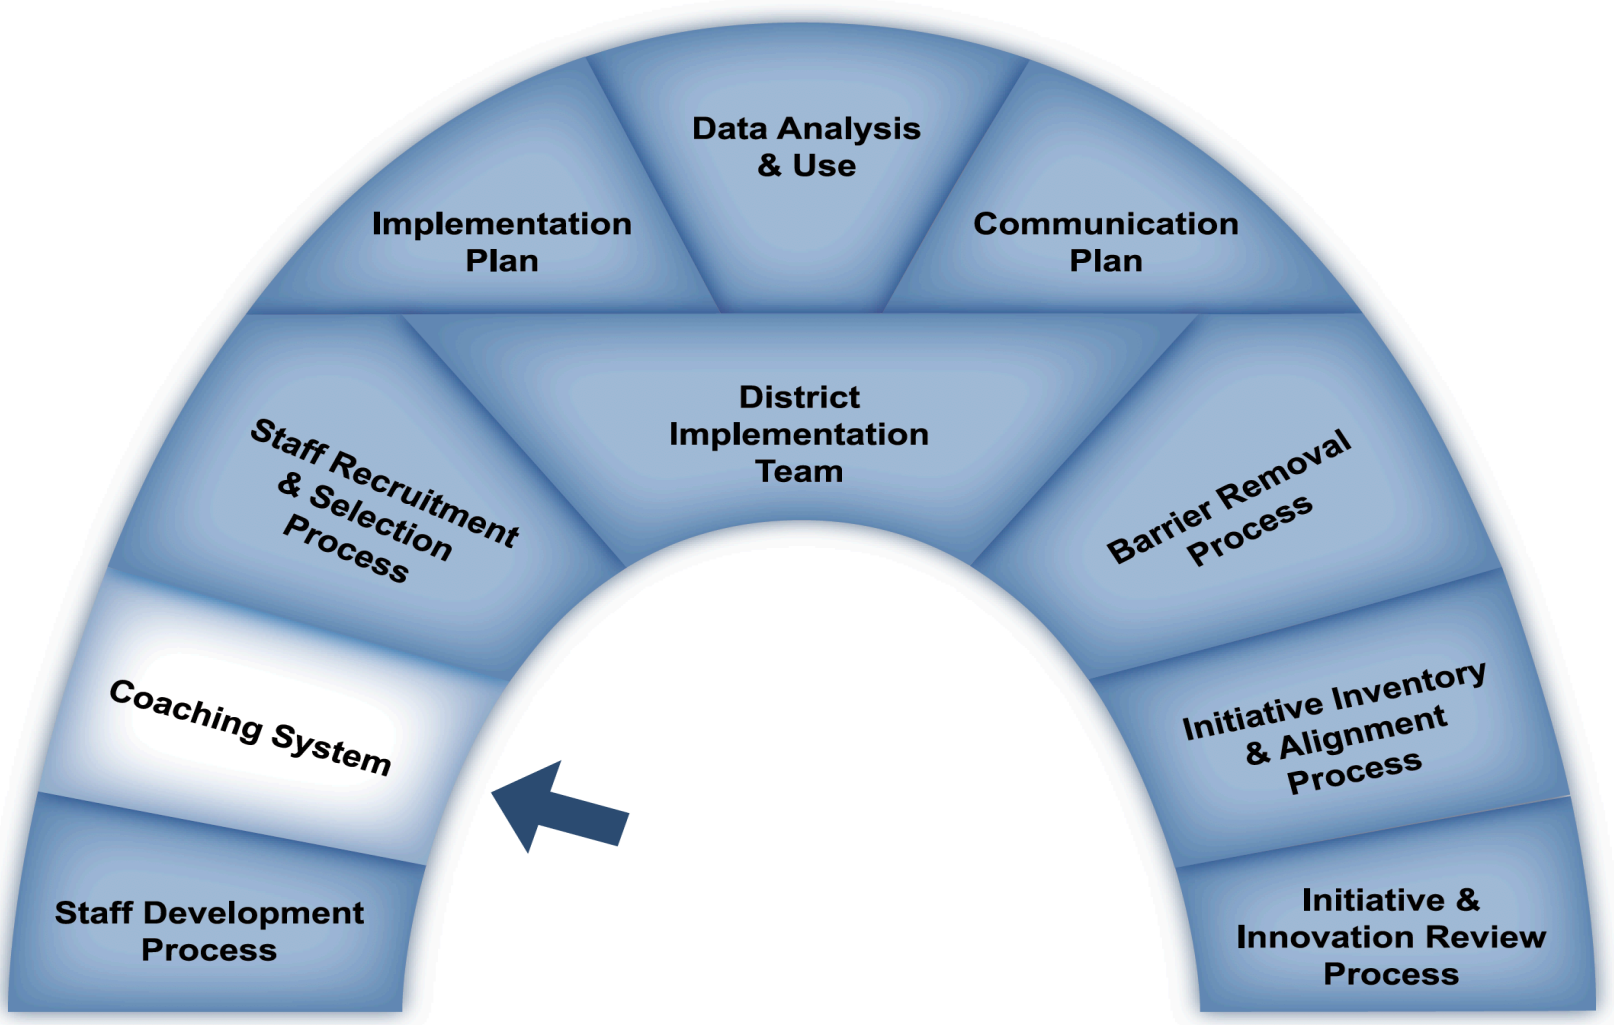 Data Analysis
& Use
Implementation
Plan
Communication
Plan
District
Implementation
Team
Staff Recruitment
& Selection
Process
Barrier Removal
Process
Coaching System
Initiative Inventory
& Alignment
Process
Staff Development
Process
Initiative &
Innovation Review
Process